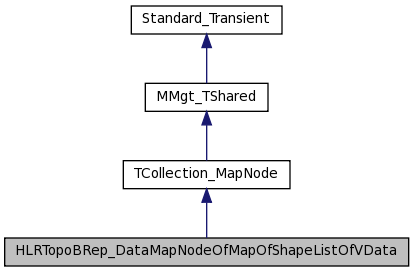 Standard_Transient
MMgt_TShared
TCollection_MapNode
HLRTopoBRep_DataMapNodeOfMapOfShapeListOfVData